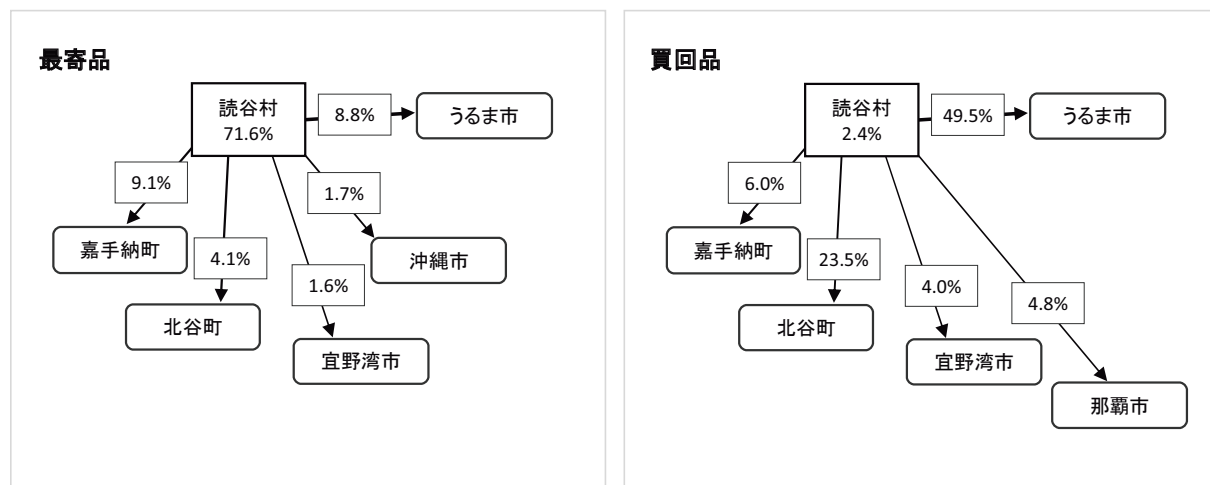 最寄品
読谷村
71.6%
8.8%
うるま市
9.1%
1.7%
嘉手納町
4.1%
沖縄市
1.6%
北谷町
宜野湾市
買回品
読谷村
2.4%
49.5%
うるま市
6.0%
嘉手納町
23.5%
4.0%
4.8%
北谷町
宜野湾市
那覇市